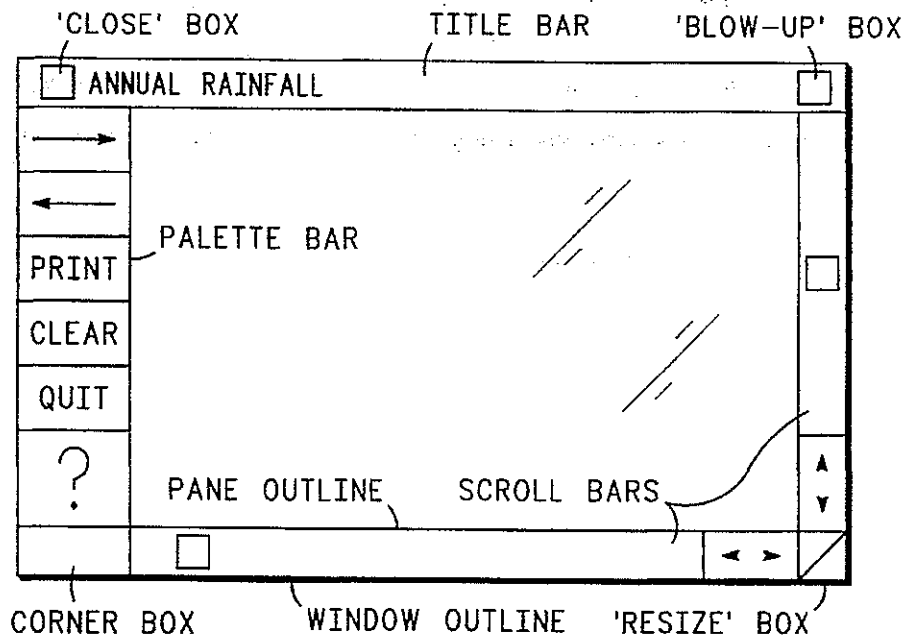 'CLOSE' BOX
TITLE BAR
'BLOW-UP' BOX
ANNUAL RAINFALL
PALETTE BAR
PRINT
CLEAR
QUIT
?
PANE OUTLINE
SCROLL BARS
CORNER BOX
WINDOW OUTLINE
'RESIZE' BOX